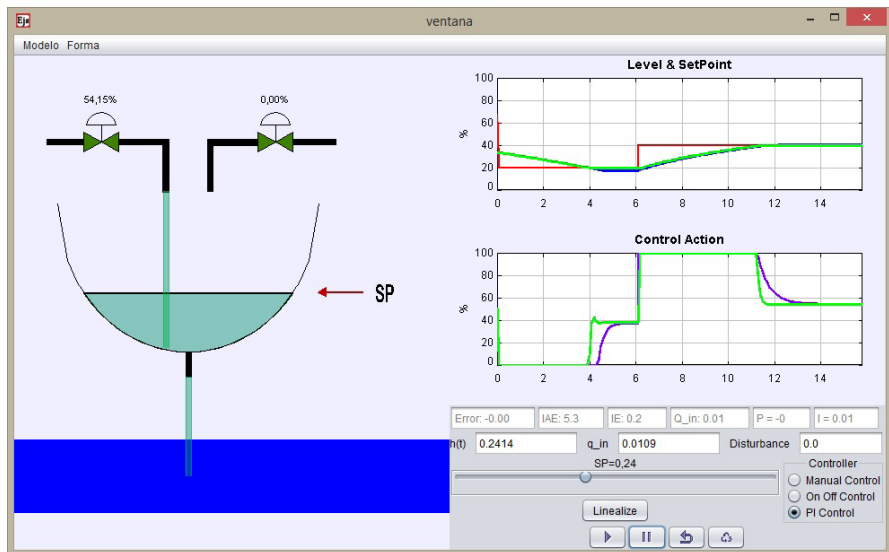 Ejs ventana
Modelo Forma
54,15% 0,00%
SP
Level & SetPoint
100
80
60
40
20
0
%
0 2 4 6 8 10 12 14
Control Action
100
80
60
40
20
0
%
0 2 4 6 8 10 12 14
Error: -0.00 IAE: 5.3 IE: 0.2 Q_in: 0.01 P = -0 I = 0.01
h(t) 0.2414 q_in 0.0109 Disturbance 0.0
SP=0,24 Controller
Manual Control
On Off Control
Linealize PI Control